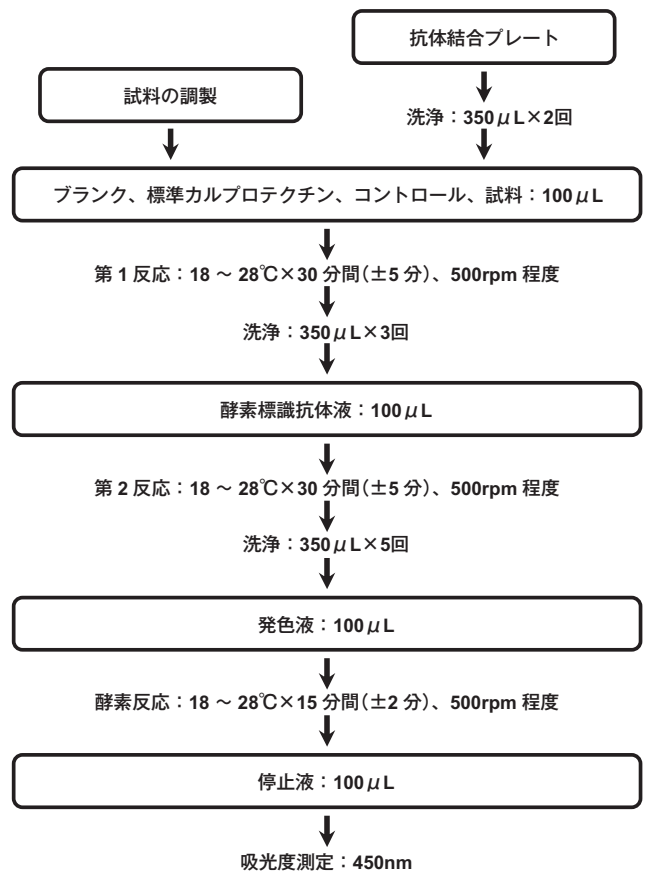 抗体結合プレート
試料の調製
洗浄：350μL×2回
ブランク、標準カルプロテクチン、コントロール、試料：100μL
第1反応：18～28℃×30分間（±5分）、500rpm程度
洗浄：350μL×3回
酵素標識抗体液：100μL
第2反応：18～28℃×30分間（±5分）、500rpm程度
洗浄：350μL×5回
発色液：100μL
酵素反応：18～28℃×15分間（±2分）、500rpm程度
停止液：100μL
吸光度測定：450nm